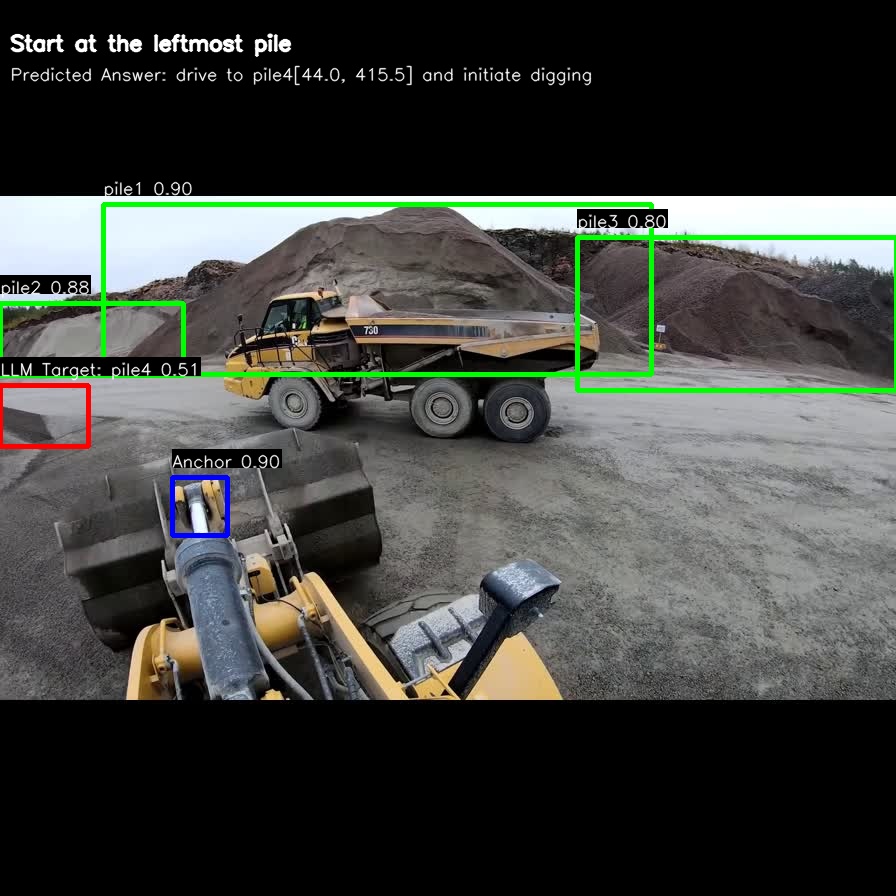 Start at the leftmost pile
Predicted Answer: drive to pile4[44.0, 415.5] and initiate digging
pile1 0.90
pile3 0.80
pile2 0.88
730
LLM Target: pile4 0.51
Anchor 0.90